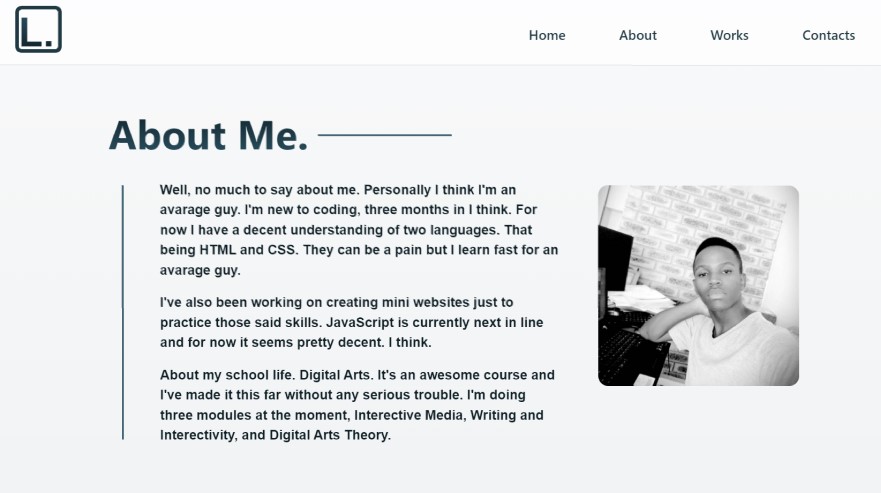 L.
Home About Works Contacts
About Me.
Well, no much to say about me. Personally I think I'm an
avarage guy. I'm new to coding, three months in I think. For
now I have a decent understanding of two languages. That
being HTML and CSS. They can be a pain but I learn fast for an
avarage guy.
I've also been working on creating mini websites just to
practice those said skills. JavaScript is currently next in line
and for now it seems pretty decent. I think.
About my school life. Digital Arts. It's an awesome course and
I've made it this far without any serious trouble. I'm doing
three modules at the moment, Interective Media, Writing and
Interectivity, and Digital Arts Theory.